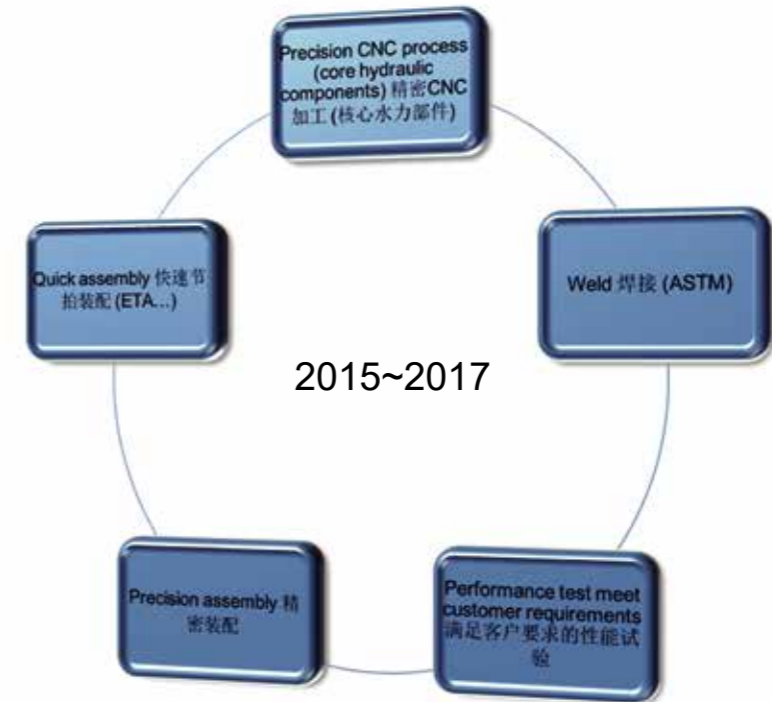 Precision CNC process
(core hydraulic
components) 精密CNC
加工 (核心水力部件)
Quick assembly 快速节
拍装配 (ETA...)
Weld 焊接 (ASTM)
2015~2017
Precision assembly 精
密装配
Performance test meet
customer requirements
满足客户要求的性能试
验